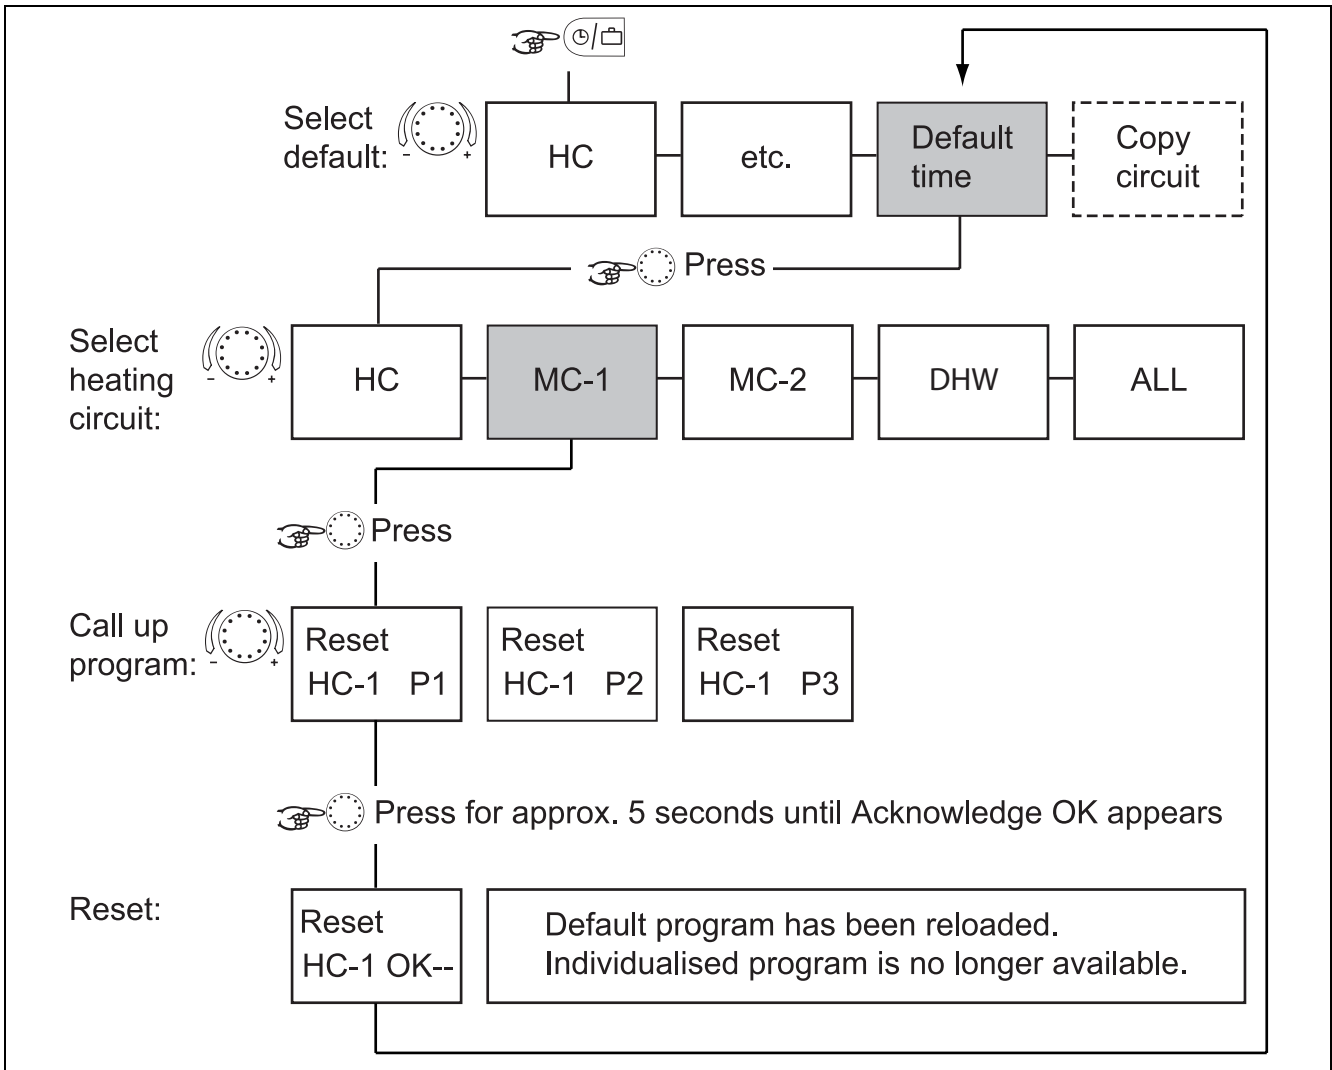 Select
default:
- +
HC
etc.
Default
time
Copy
circuit
Press
Select
heating
circuit:
- +
HC
MC-1
MC-2
DHW
ALL
Press
Call up
program:
- +
Reset
HC-1 P1
Reset
HC-1 P2
Reset
HC-1 P3
Press for approx. 5 seconds until Acknowledge OK appears
Reset:
Reset
HC-1 OK--
Default program has been reloaded.
Individualised program is no longer available.